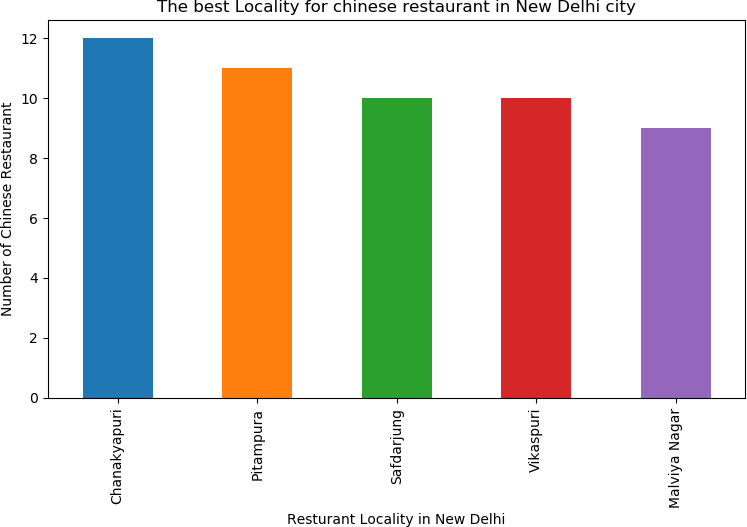 The best Locality for chinese restaurant in New Delhi city
Number of Chinese Restaurant
12
10
8
6
4
2
0
Chanakyapuri
Pitampura
Safdarjung
Vikaspuri
Malviya Nagar
Resturant Locality in New Delhi